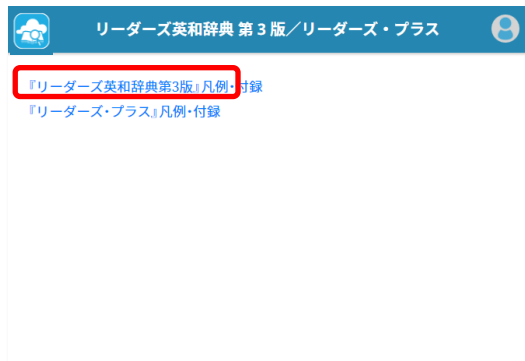 リーダーズ英和辞典 第3版／リーダーズ・プラス
『リーダーズ英和辞典第3版』凡例・付録
『リーダーズ・プラス』凡例・付録